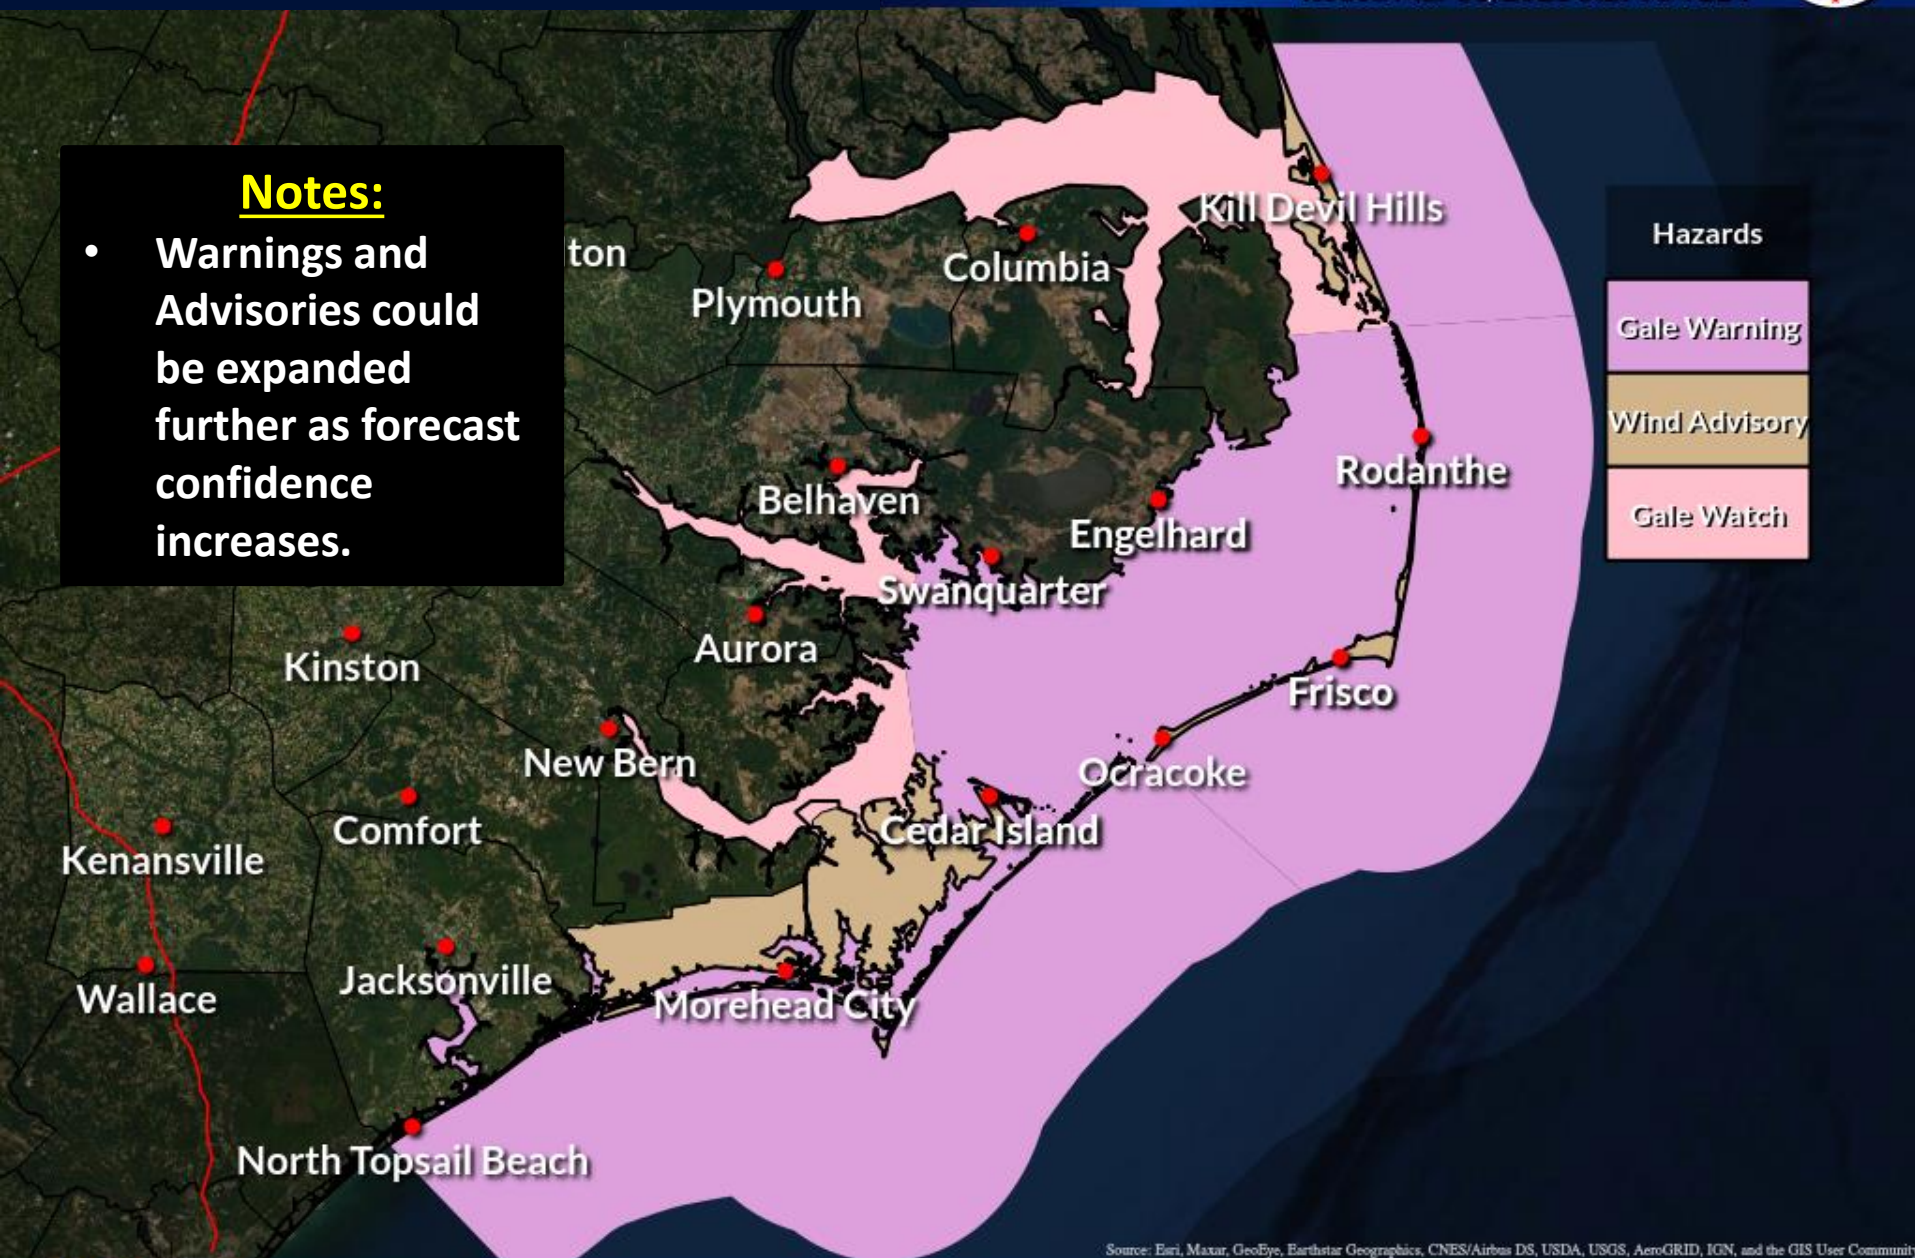 Notes:
• Warnings and
Advisories could
be expanded
further as forecast
confidence
increases.
ton
Kill Devil Hills
Columbia
Plymouth
Hazards
Gale Warning
Wind Advisory
Gale Watch
Rodanthe
Belhaven
Engelhard
Swanquarter
Aurora
Kinston
Frisco
New Bern
Ocracoke
Comfort
Cedar Island
Kenansville
Jacksonville
Wallace
Morehead City
North Topsail Beach
Source: Esri, Maxar, GeoEye, Earthstar Geographics, CNES/Airbus DS, USDA, USGS, AeroGRID, IGN, and the GIS User Communit